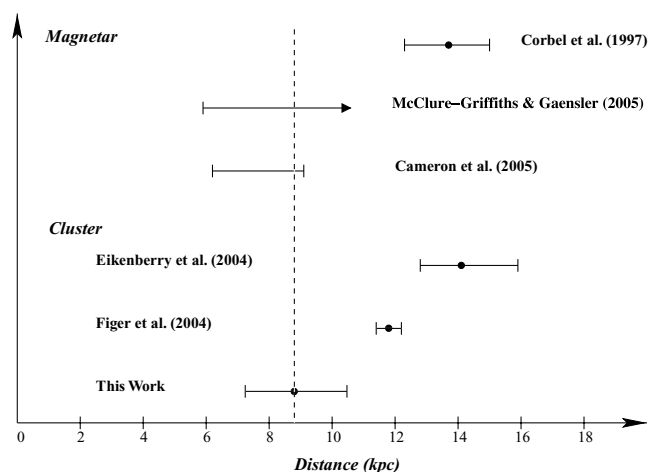 Magnetar
Corbel et al. (1997)
McClure–Griffiths & Gaensler (2005)
Cameron et al. (2005)
Cluster
Eikenberry et al. (2004)
Figer et al. (2004)
This Work
0 2 4 6 8 10 12 14 16 18
Distance (kpc)